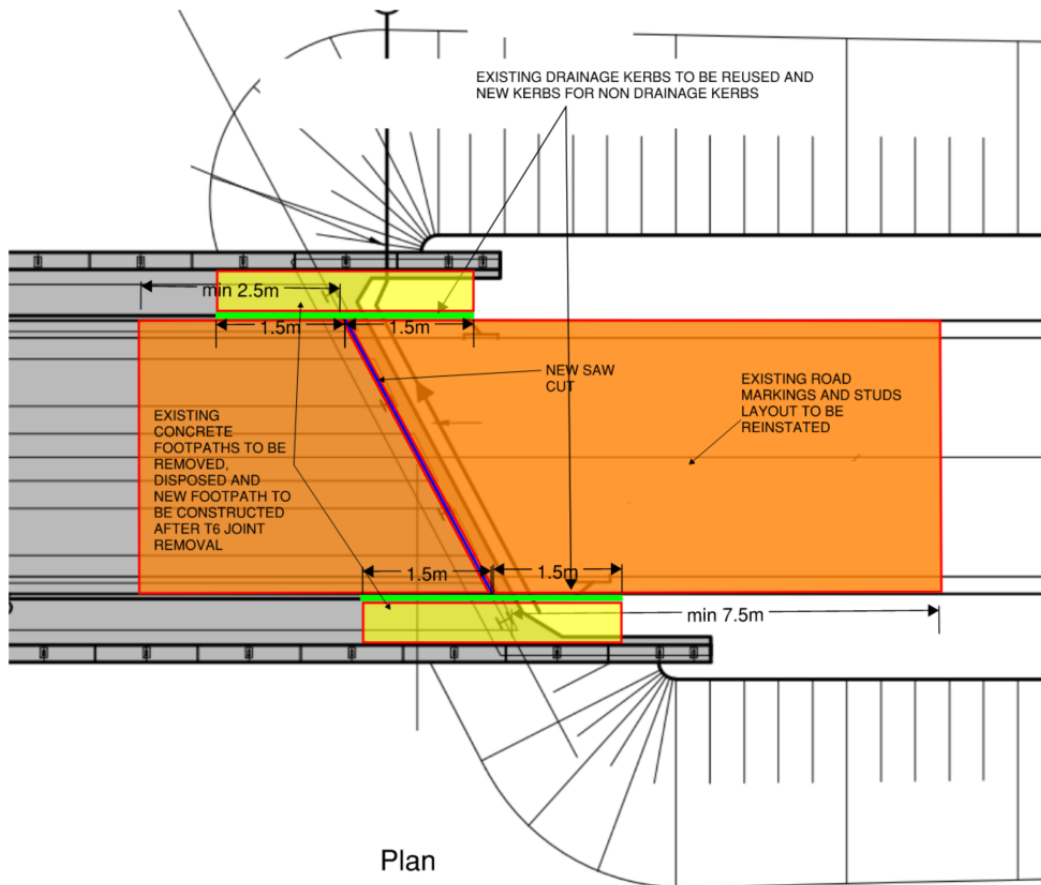 EXISTING DRAINAGE KERBS TO BE REUSED AND
NEW KERBS FOR NON DRAINAGE KERBS
min 2.5m
1.5m
1.5m
NEW SAW
CUT
EXISTING ROAD
MARKINGS AND STUDS
LAYOUT TO BE
REINSTATED
EXISTING
CONCRETE
FOOTPATHS TO BE
REMOVED,
DISPOSED AND
NEW FOOTPATH TO
BE CONSTRUCTED
AFTER T6 JOINT
REMOVAL
1.5m
1.5m
min 7.5m
Plan